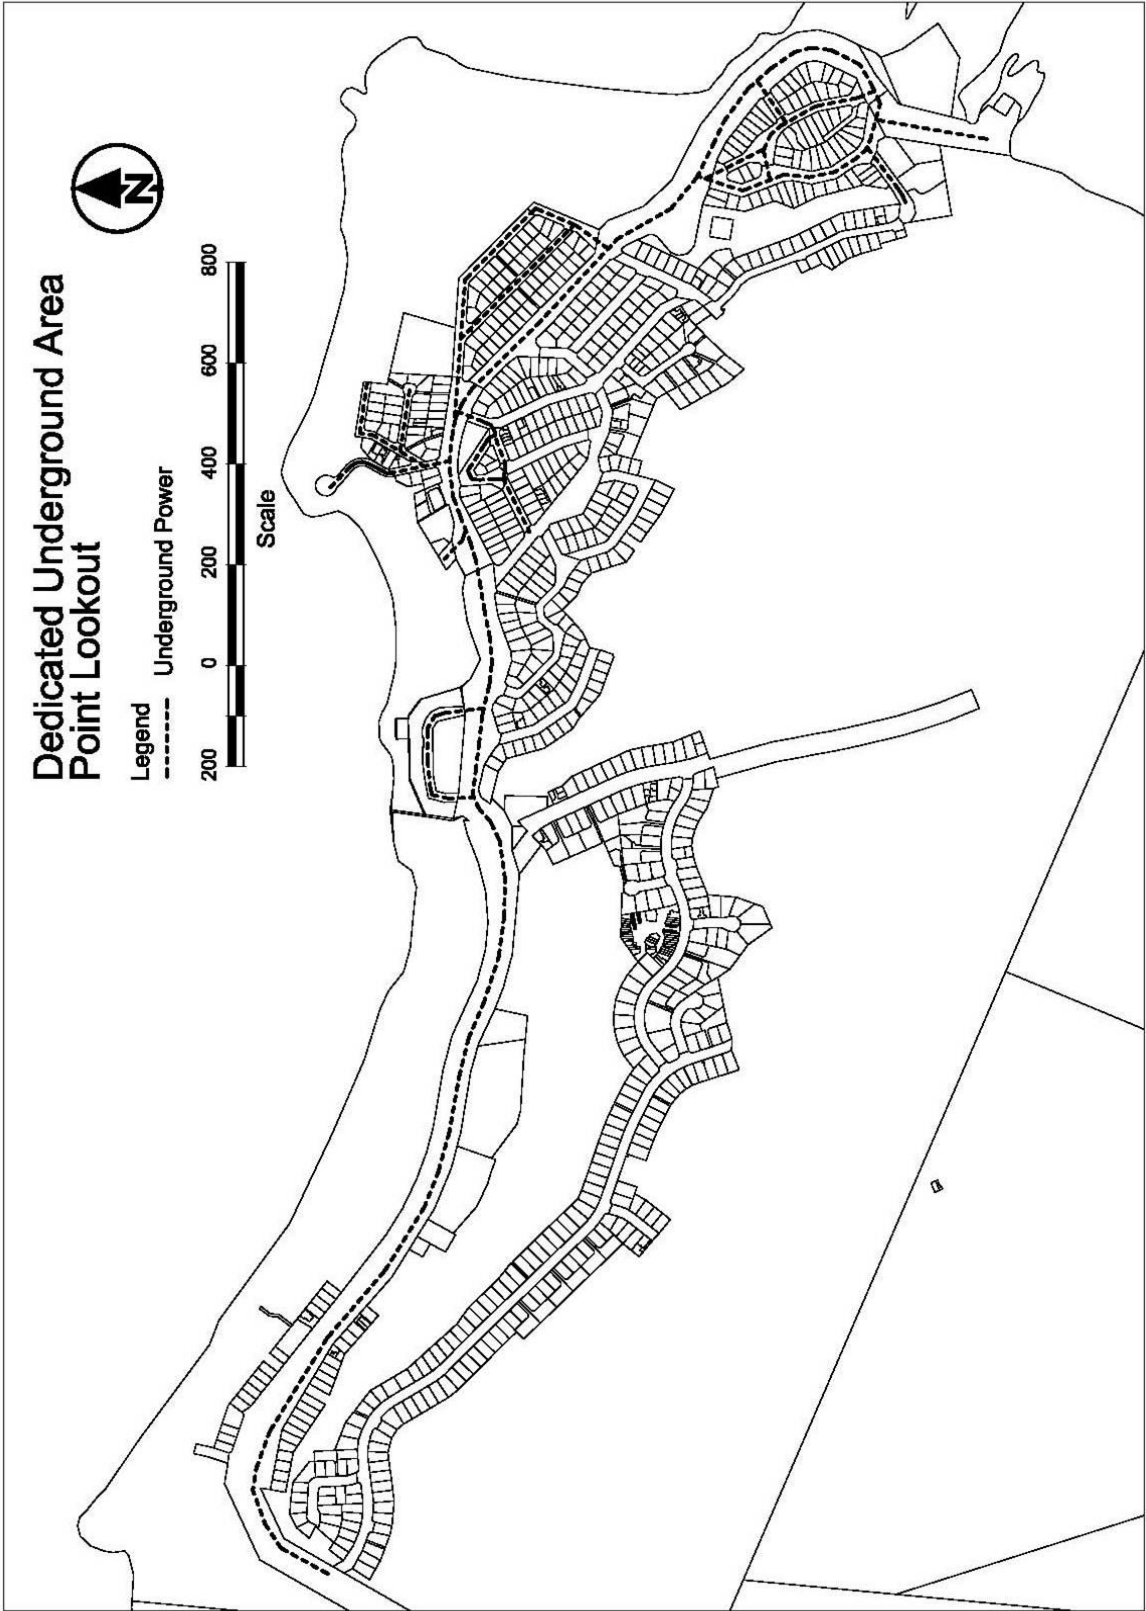 Dedicated Underground Area
Point Lookout
N
Legend
Underground Power
200 0 200 400 600 800
Scale